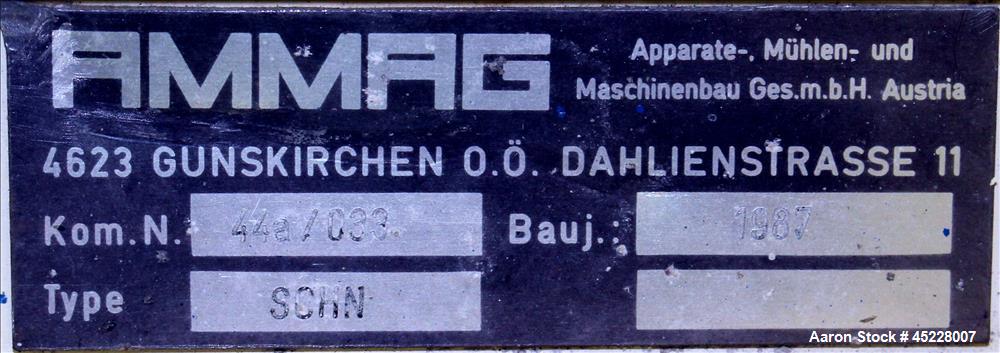 AMMAG
Apparate-, Mühlen- und
Maschinenbau Ges.m.b.H. Austria
4623 GUNSKIRCHEN O.Ö. DAHLIENSTRASSE 11
Kom.N. 44a/033 Bauj.: 1987
Type SCHN
Aaron Stock # 45228007